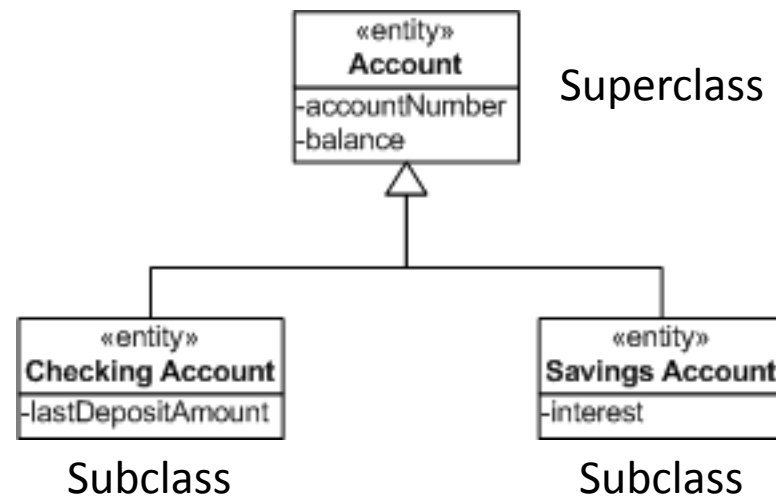 «entity»
Account
Superclass
-accountNumber
-balance
«entity»
Checking Account
-lastDepositAmount
Subclass
«entity»
Savings Account
-interest
Subclass